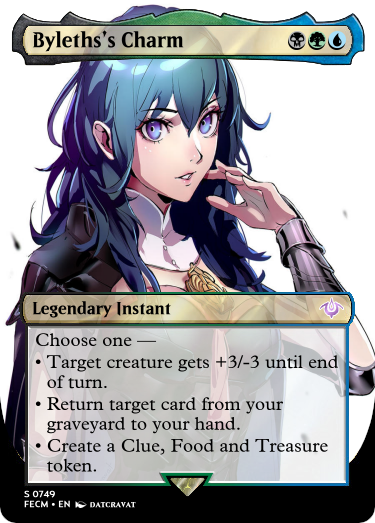 Byleths's Charm
Legendary Instant
Choose one —
• Target creature gets +3/-3 until end
of turn.
• Return target card from your
graveyard to your hand.
• Create a Clue, Food and Treasure
token.
S 0749
FECM • EN DATCRAVAT